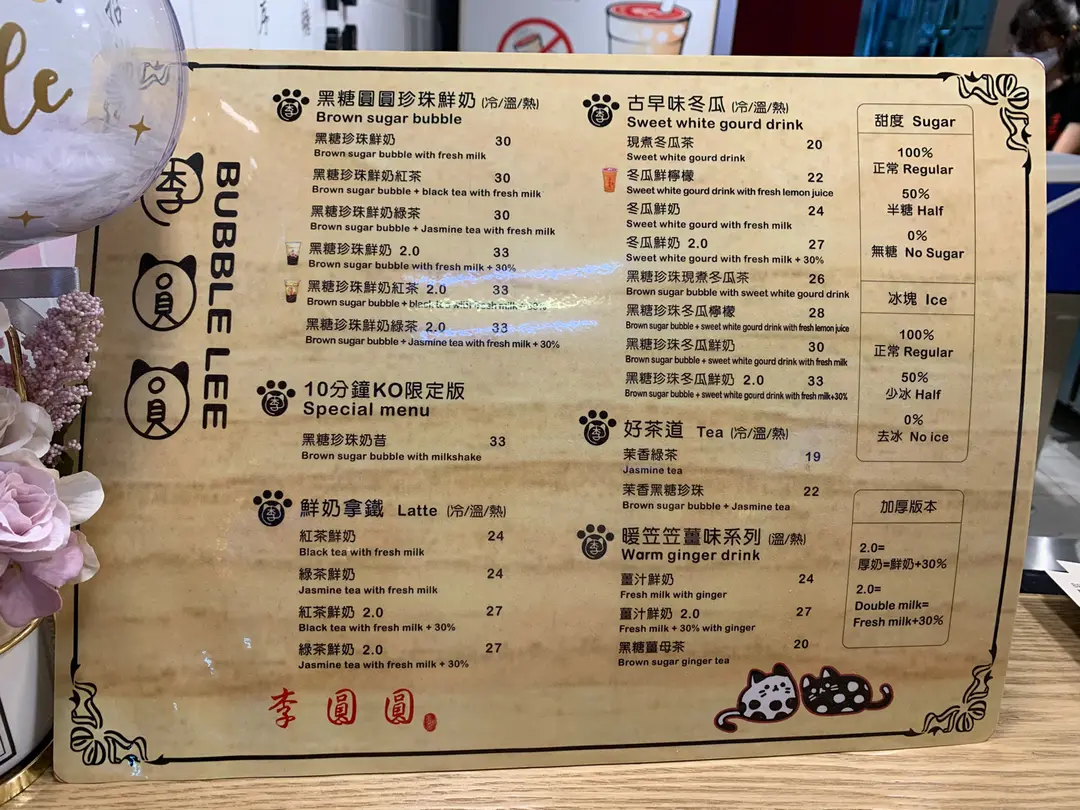 le
李
圓
圓
BUBBLE LEE
黑糖圓圓珍珠鮮奶 (冷/溫/熱)
Brown sugar bubble
黑糖珍珠鮮奶 30
Brown sugar bubble with fresh milk
黑糖珍珠鮮奶紅茶 30
Brown sugar bubble + black tea with fresh milk
黑糖珍珠鮮奶綠茶 30
Brown sugar bubble + Jasmine tea with fresh milk
黑糖珍珠鮮奶 2.0 33
Brown sugar bubble with fresh milk + 30%
黑糖珍珠鮮奶紅茶 2.0 33
Brown sugar bubble + black tea with fresh milk + 30%
黑糖珍珠鮮奶綠茶 2.0 33
Brown sugar bubble + Jasmine tea with fresh milk + 30%
10分鐘KO限定版
Special menu
黑糖珍珠奶昔 33
Brown sugar bubble with milkshake
鮮奶拿鐵 Latte (冷/溫/熱)
紅茶鮮奶 24
Black tea with fresh milk
綠茶鮮奶 24
Jasmine tea with fresh milk
紅茶鮮奶 2.0 27
Black tea with fresh milk + 30%
綠茶鮮奶 2.0 27
Jasmine tea with fresh milk + 30%
李圓圓
古早味冬瓜 (冷/溫/熱)
Sweet white gourd drink
現煮冬瓜茶 20
Sweet white gourd drink
冬瓜鮮檸檬 22
Sweet white gourd drink with fresh lemon juice
冬瓜鮮奶 24
Sweet white gourd with fresh milk
冬瓜鮮奶 2.0 27
Sweet white gourd with fresh milk + 30%
黑糖珍珠現煮冬瓜茶 26
Brown sugar bubble with sweet white gourd drink
黑糖珍珠冬瓜檸檬 28
Brown sugar bubble + sweet white gourd drink with fresh lemon juice
黑糖珍珠冬瓜鮮奶 30
Brown sugar bubble + sweet white gourd drink with fresh milk
黑糖珍珠冬瓜鮮奶 2.0 33
Brown sugar bubble + sweet white gourd drink with fresh milk+30%
好茶道 Tea (冷/溫/熱)
茉香綠茶 19
Jasmine tea
茉香黑糖珍珠 22
Brown sugar bubble + Jasmine tea
暖笠笠薑味系列 (溫/熱)
Warm ginger drink
薑汁鮮奶 24
Fresh milk with ginger
薑汁鮮奶 2.0 27
Fresh milk + 30% with ginger
黑糖薑母茶 20
Brown sugar ginger tea
甜度 Sugar
100%
正常 Regular
50%
半糖 Half
0%
無糖 No Sugar
冰塊 Ice
100%
正常 Regular
50%
少冰 Half
0%
去冰 No ice
加厚版本
2.0=
厚奶=鮮奶+30%
2.0=
Double milk=
Fresh milk+30%